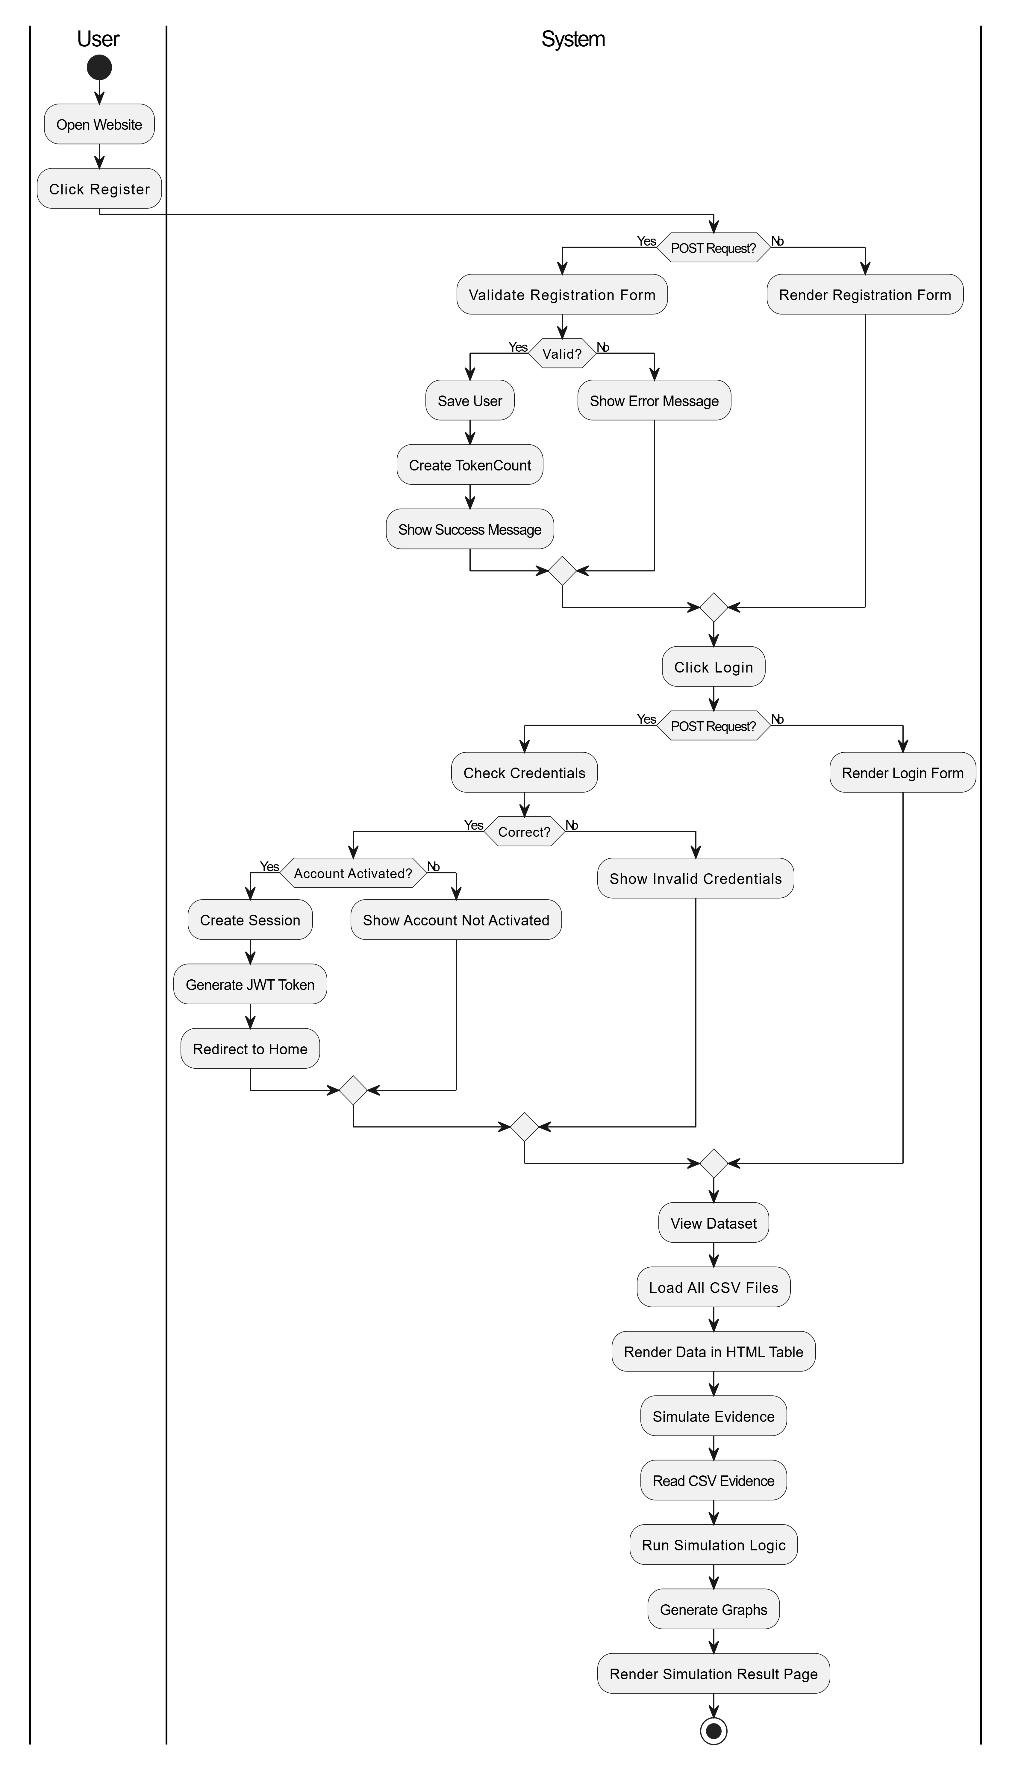 User
System
Open Website
Click Register
Yes
POST Request?
No
Validate Registration Form
Render Registration Form
Yes
Valid?
No
Save User
Show Error Message
Create TokenCount
Show Success Message
Click Login
Yes
POST Request?
No
Check Credentials
Render Login Form
Yes
Correct?
No
Yes
Account Activated?
No
Show Invalid Credentials
Create Session
Show Account Not Activated
Generate JWT Token
Redirect to Home
View Dataset
Load All CSV Files
Render Data in HTML Table
Simulate Evidence
Read CSV Evidence
Run Simulation Logic
Generate Graphs
Render Simulation Result Page